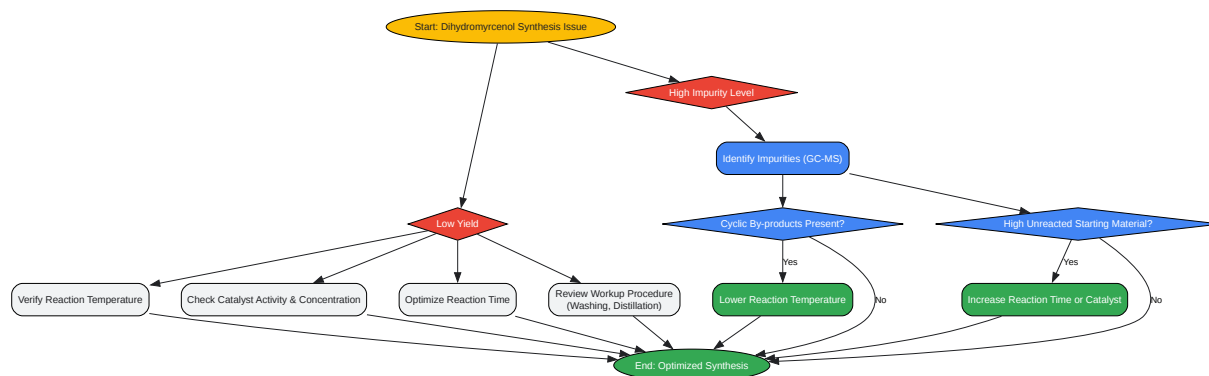 Start: Dihydromyrcenol Synthesis Issue
High Impurity Level
Identify Impurities (GC-MS)
Low Yield
Cyclic By-products Present?
High Unreacted Starting Material?
Yes
Yes
Verify Reaction Temperature
Check Catalyst Activity & Concentration
Optimize Reaction Time
Review Workup Procedure
(Washing, Distillation)
Lower Reaction Temperature
No
Increase Reaction Time or Catalyst
No
End: Optimized Synthesis